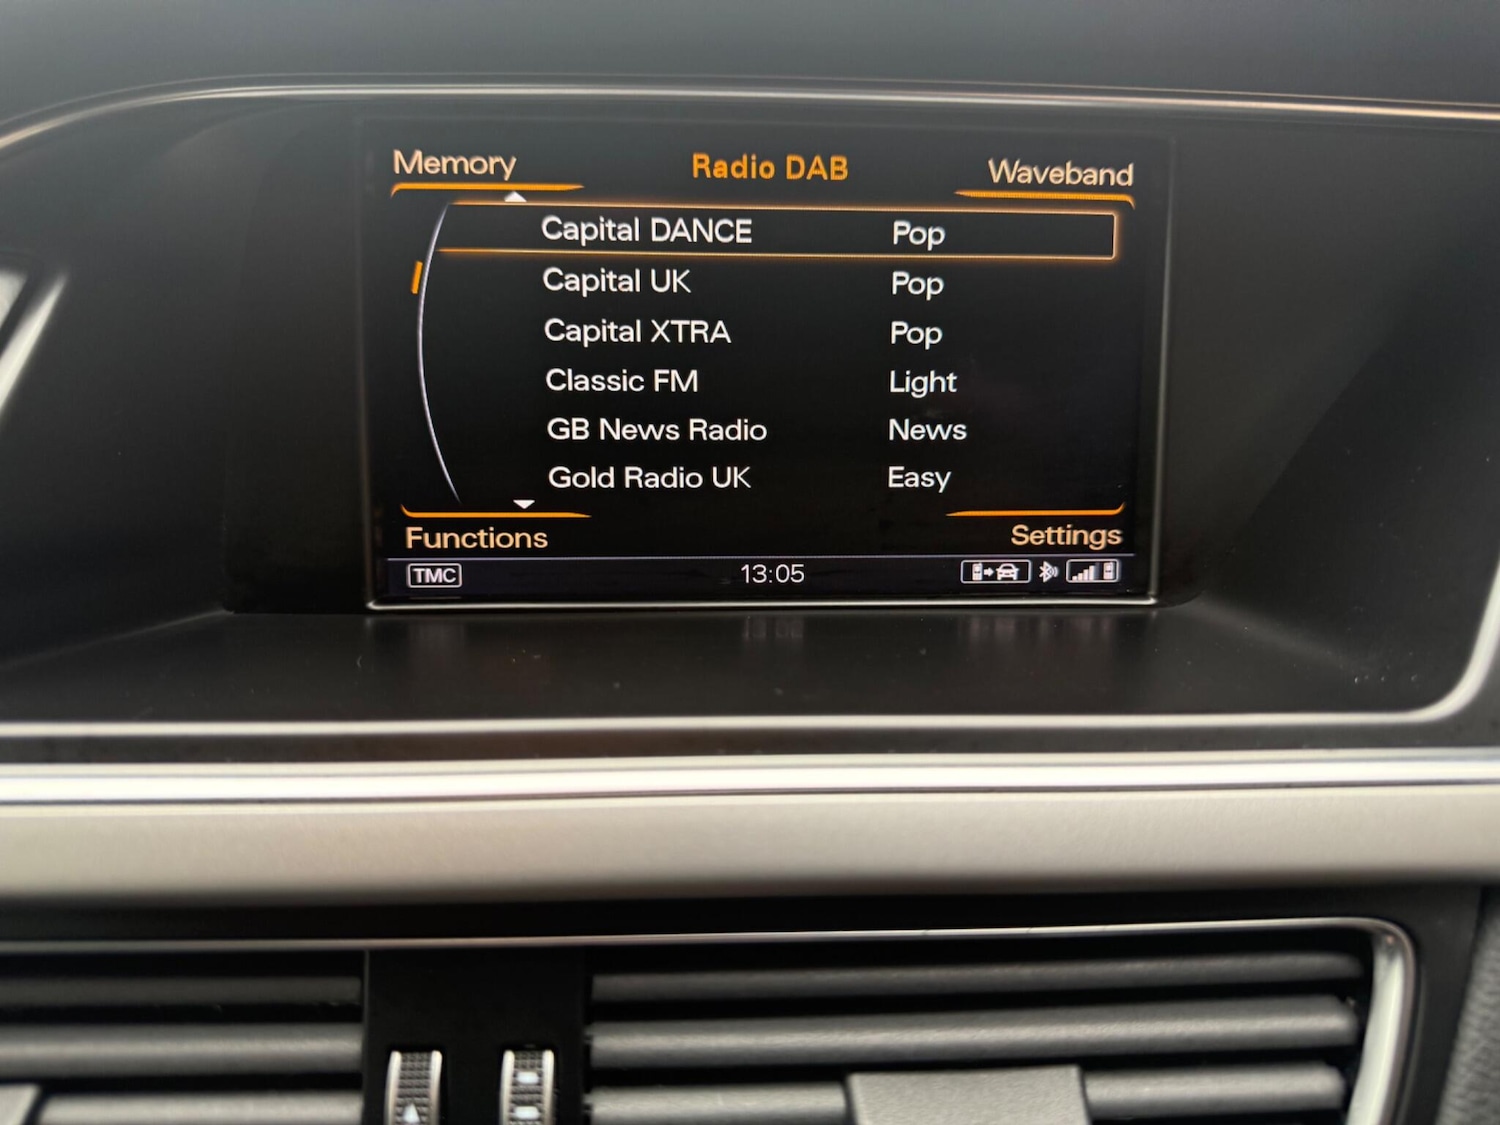 Memory Radio DAB Waveband
Capital DANCE Pop
Capital UK Pop
Capital XTRA Pop
Classic FM Light
GB News Radio News
Gold Radio UK Easy
Functions Settings
TMC 13:05